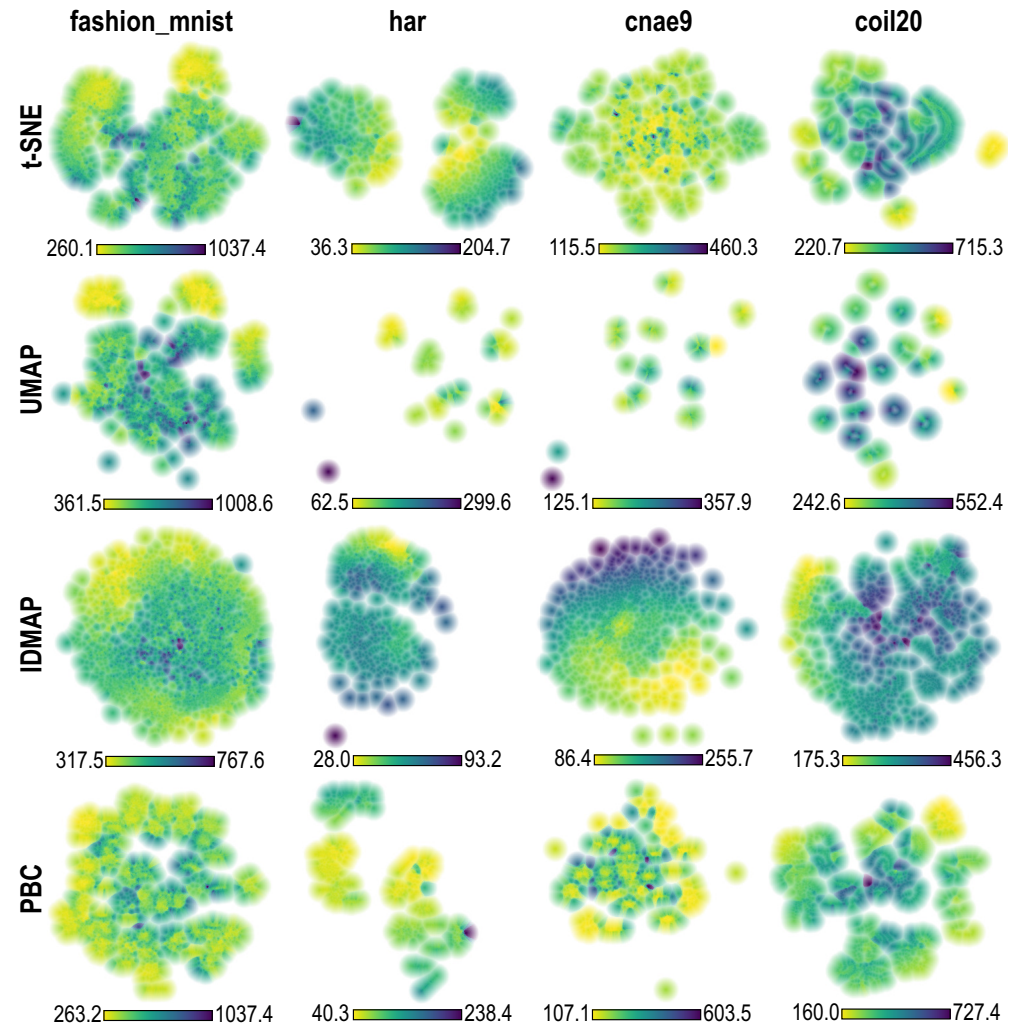 fashion_mnist har cnae9 coil20
t-SNE
260.1 1037.4 36.3 204.7 115.5 460.3 220.7 715.3
UMAP
361.5 1008.6 62.5 299.6 125.1 357.9 242.6 552.4
IDMAP
317.5 767.6 28.0 93.2 86.4 255.7 175.3 456.3
PBC
263.2 1037.4 40.3 238.4 107.1 603.5 160.0 727.4